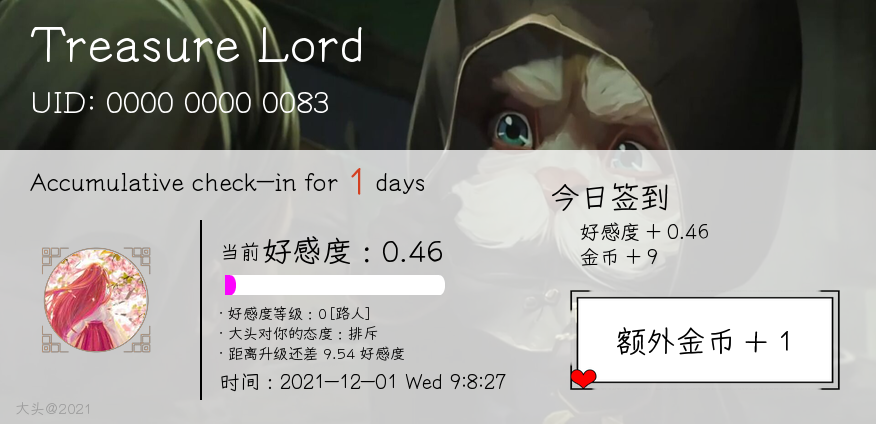 Treasure Lord
UID: 0000 0000 0083
Accumulative check-in for 1 days
当前好感度：0.46
·好感度等级：0[路人]
·大头对你的态度：排斥
·距离升级还差 9.54 好感度
时间：2021-12-01 Wed 9:8:27
今日签到
好感度 + 0.46
金币 + 9
额外金币 + 1
大头@2021